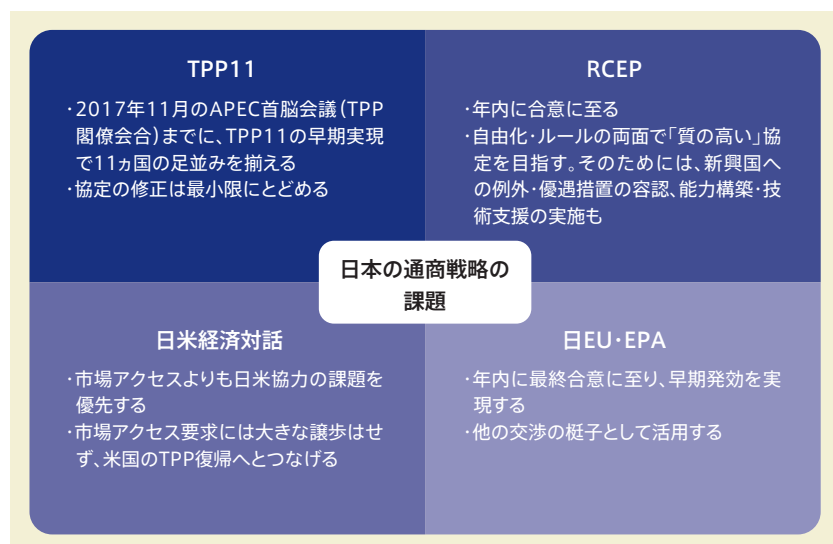 TPP11
・2017年11月のAPEC首脳会議(TPP
閣僚会合)までに、TPP11の早期実現
で11ヵ国の足並みを揃える
・協定の修正は最小限にとどめる
RCEP
・年内に合意に至る
・自由化・ルールの両面で「質の高い」協
定を目指す。そのためには、新興国へ
の例外・優遇措置の容認、能力構築・技
術支援の実施も
日本の通商戦略の
課題
日米経済対話
・市場アクセスよりも日米協力の課題を
優先する
・市場アクセス要求には大きな譲歩はせ
ず、米国のTPP復帰へとつなげる
日EU・EPA
・年内に最終合意に至り、早期発効を実
現する
・他の交渉の梃子として活用する